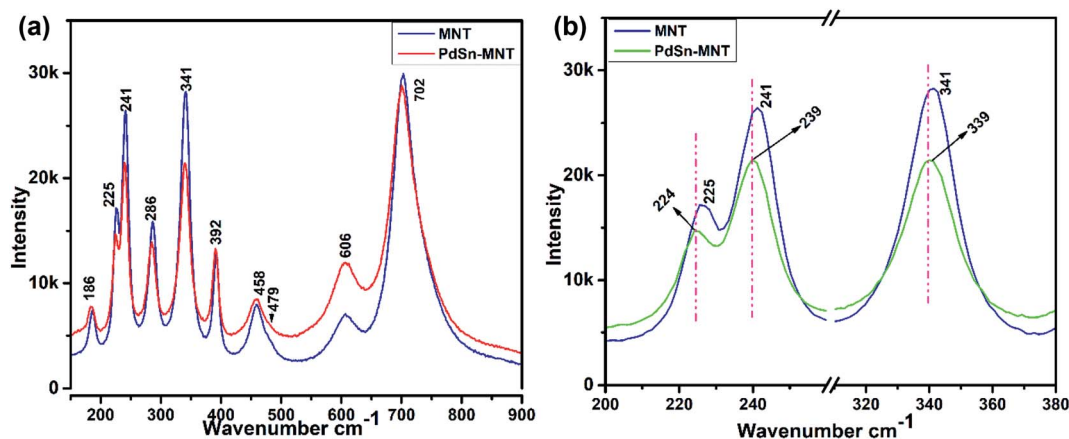 (a)
MNT
PdSn-MNT
Intensity
30k
20k
10k
0
186
225
241
286
341
392
458
479
606
702
200 300 400 500 600 700 800 900
Wavenumber cm⁻¹
(b)
MNT
PdSn-MNT
Intensity
30k
20k
10k
0
224
225
241
239
341
339
200 220 240 320 340 360 380
Wavenumber cm⁻¹